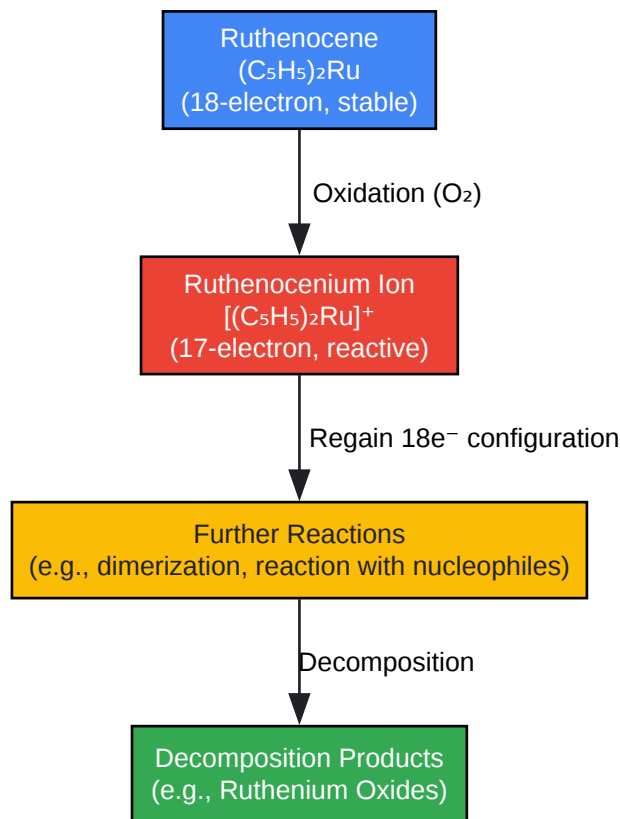 Ruthenocene
(C₅H₅)₂Ru
(18-electron, stable)
Oxidation (O₂)
Ruthenocenium Ion
[(C₅H₅)₂Ru]⁺
(17-electron, reactive)
Regain 18e⁻ configuration
Further Reactions
(e.g., dimerization, reaction with nucleophiles)
Decomposition
Decomposition Products
(e.g., Ruthenium Oxides)